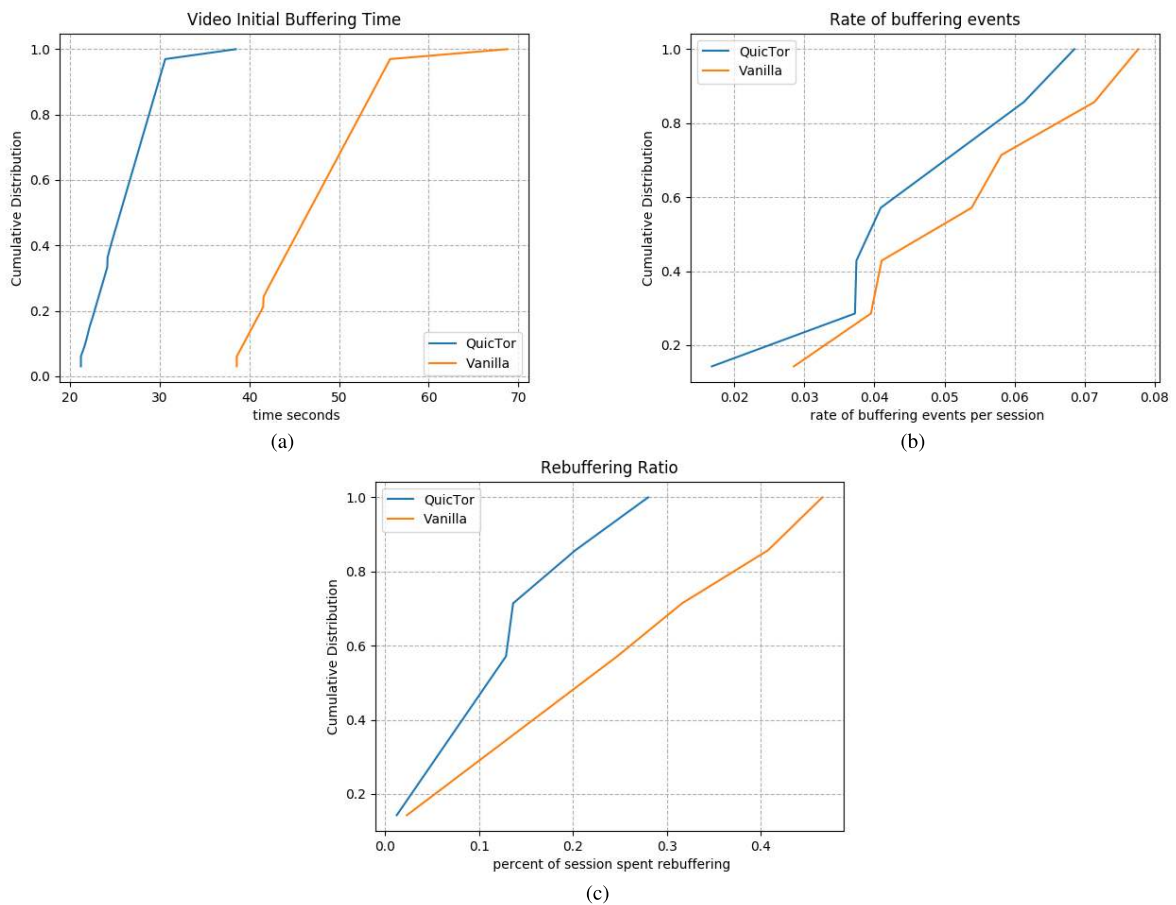 Video Initial Buffering Time
Cumulative Distribution
1.0
0.8
0.6
0.4
0.2
0.0
QuicTor
Vanilla
20 30 40 50 60 70
time seconds
(a)
Rate of buffering events
Cumulative Distribution
1.0
0.8
0.6
0.4
0.2
QuicTor
Vanilla
0.02 0.03 0.04 0.05 0.06 0.07 0.08
rate of buffering events per session
(b)
Rebuffering Ratio
Cumulative Distribution
1.0
0.8
0.6
0.4
0.2
QuicTor
Vanilla
0.0 0.1 0.2 0.3 0.4
percent of session spent rebuffering
(c)